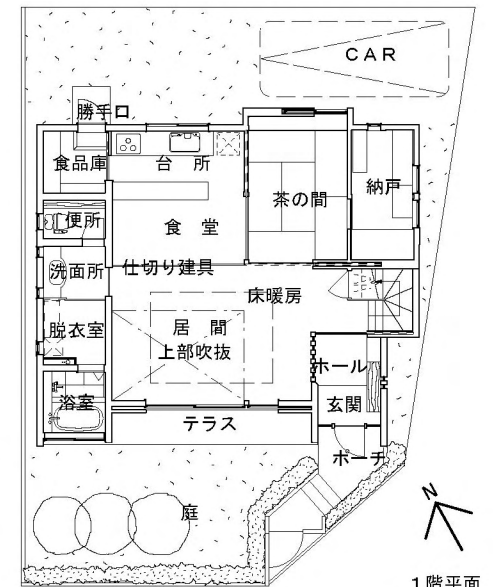 CAR
勝手口
食品庫
台 所
茶の間
納戸
便所
食 堂
洗面所
仕切り建具
床暖房
居 間
上部吹抜
脱衣室
ホール
浴室
玄関
テラス
ポーチ
庭
N
1階平面